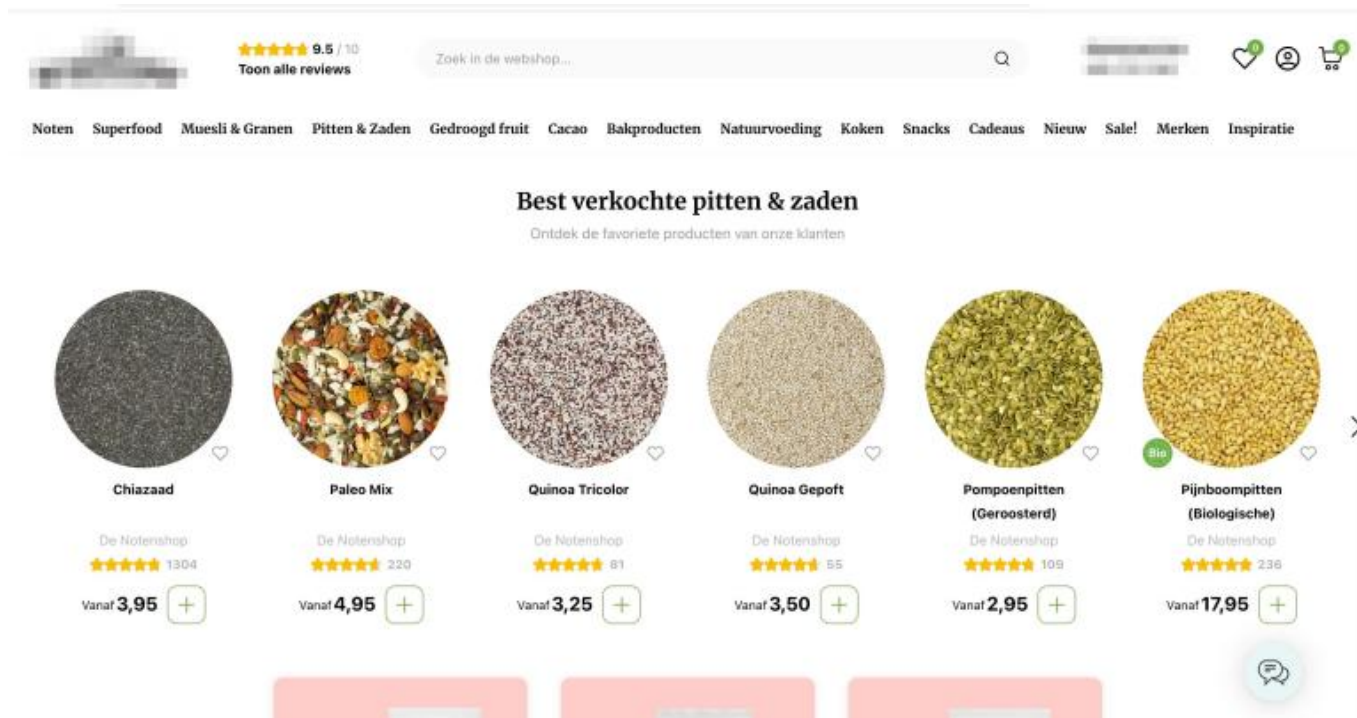 9.5 / 10
Toon alle reviews
Zoek in de webshop...
0
0
Noten Superfood Muesli & Granen Pitten & Zaden Gedroogd fruit Cacao Bakproducten Natuurvoeding Koken Snacks Cadeaus Nieuw Sale! Merken Inspiratie
Best verkochte pitten & zaden
Ontdek de favoriete producten van onze klanten
Bio
Chiazaad
De Notenshop
1304
Vanaf 3,95 +
Paleo Mix
De Notenshop
220
Vanaf 4,95 +
Quinoa Tricolor
De Notenshop
81
Vanaf 3,25 +
Quinoa Gepoft
De Notenshop
55
Vanaf 3,50 +
Pompoenpitten
(Geroosterd)
De Notenshop
109
Vanaf 2,95 +
Pijnboompitten
(Biologische)
De Notenshop
236
Vanaf 17,95 +